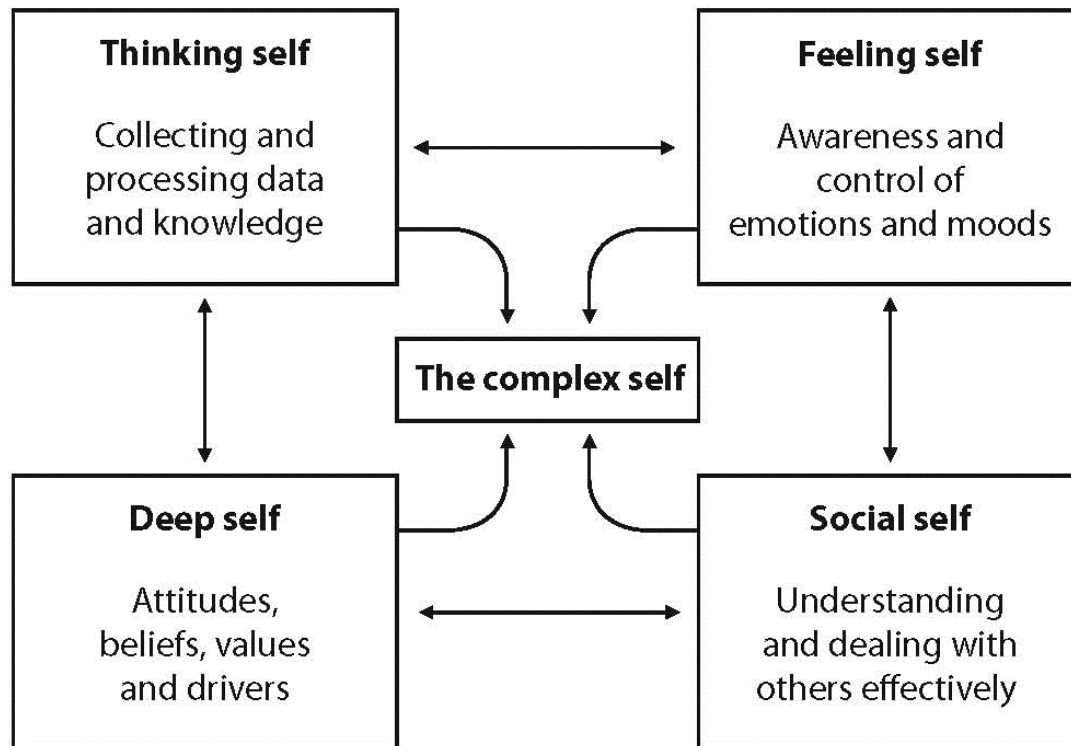 Thinking self
Collecting and
processing data
and knowledge
Feeling self
Awareness and
control of
emotions and moods
The complex self
Deep self
Attitudes,
beliefs, values
and drivers
Social self
Understanding
and dealing with
others effectively